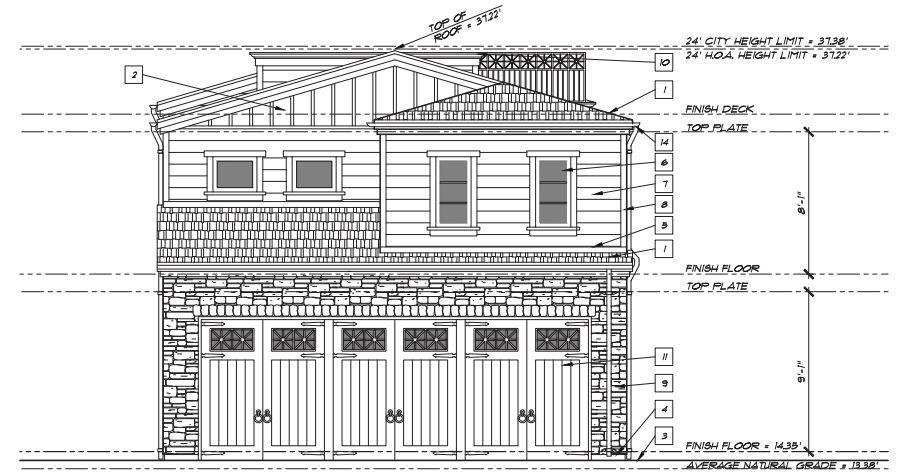 TOP OF
ROOF = 37.22'
24' CITY HEIGHT LIMIT = 37.38'
24' H.O.A. HEIGHT LIMIT = 37.22'
10
2
1
FINISH DECK
TOP PLATE
14
6
7
8
8'-1"
5
1
FINISH FLOOR
TOP PLATE
11
9
9'-1"
4
3
FINISH FLOOR = 14.35'
AVERAGE NATURAL GRADE = 13.38'